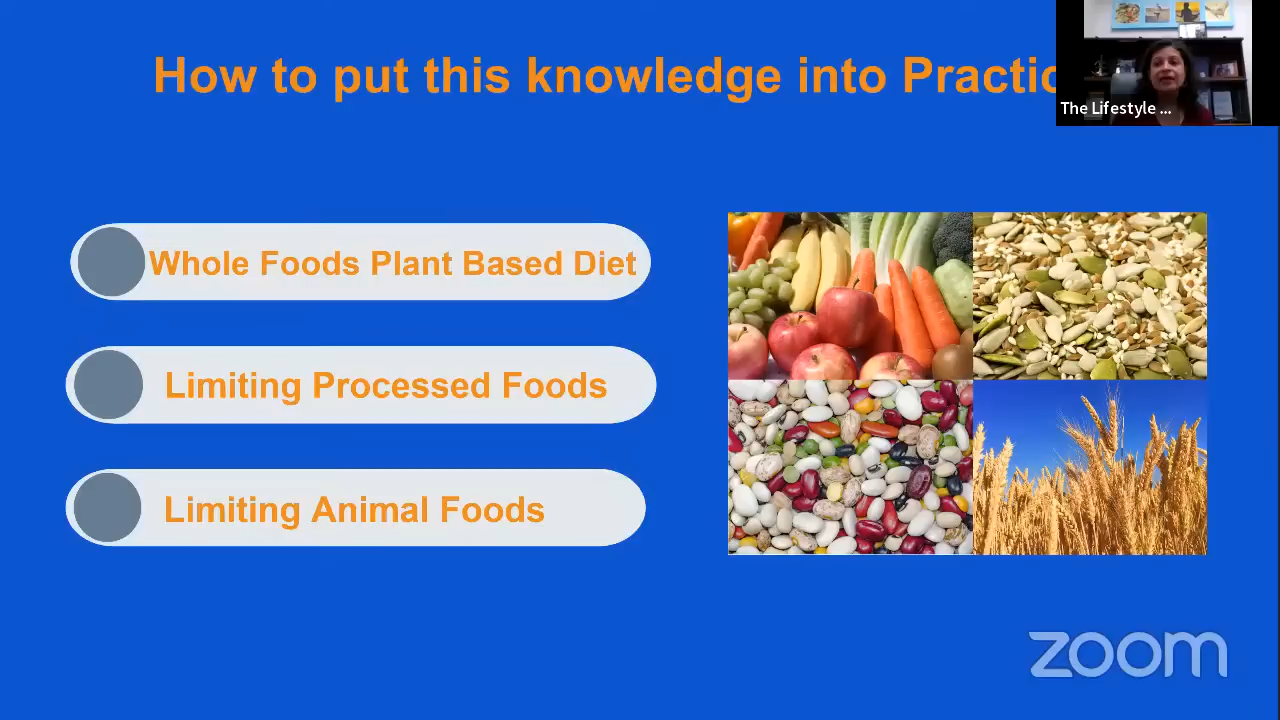 How to put this knowledge into Practic
The Lifestyle ...
Whole Foods Plant Based Diet
Limiting Processed Foods
Limiting Animal Foods
zoom